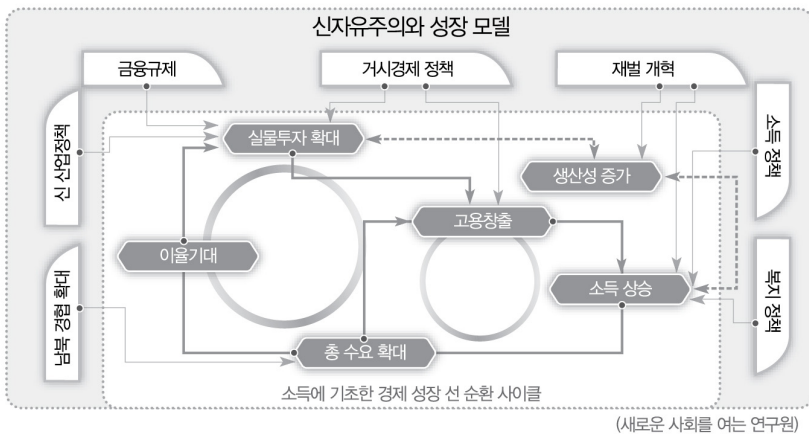 신자유주의와 성장 모델
금융규제
거시경제 정책
재벌 개혁
신 산업정책
소득 정책
실물투자 확대
생산성 증가
고용창출
이율기대
소득 상승
남북 경협 확대
복지 정책
총 수요 확대
소득에 기초한 경제 성장 선 순환 사이클
(새로운 사회를 여는 연구원)